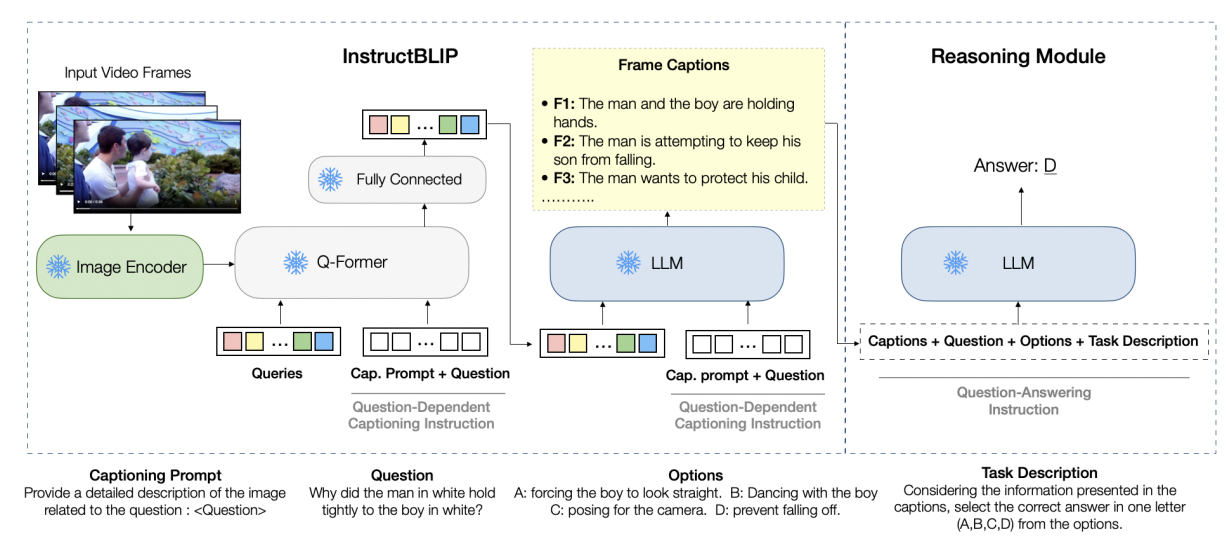 InstructBLIP
Reasoning Module
Input Video Frames
Fully Connected
Image Encoder
Q-Former
Queries
Cap. Prompt + Question
Question-Dependent
Captioning Instruction
Frame Captions
• F1: The man and the boy are holding
hands.
• F2: The man is attempting to keep his
son from falling.
• F3: The man wants to protect his child.
………..
LLM
Cap. prompt + Question
Question-Dependent
Captioning Instruction
Answer: D
LLM
Captions + Question + Options + Task Description
Question-Answering
Instruction
Captioning Prompt
Provide a detailed description of the image
related to the question : <Question>
Question
Why did the man in white hold
tightly to the boy in white?
Options
A: forcing the boy to look straight. B: Dancing with the boy
C: posing for the camera. D: prevent falling off.
Task Description
Considering the information presented in the
captions, select the correct answer in one letter
(A,B,C,D) from the options.